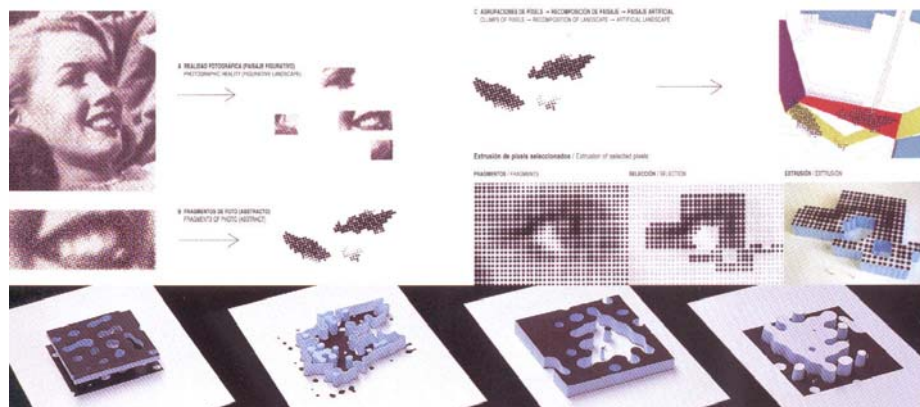 A REALIDAD FOTOGRÁFICA (PAISAJE FIGURATIVO)
PHOTOGRAPHIC REALITY (FIGURATIVE LANDSCAPE)
B FRAGMENTOS DE FOTO (ABSTRACTO)
FRAGMENTS OF PHOTO (ABSTRACT)
C AGRUPACIONES DE PIXELS → RECOMPOSICIÓN DE PAISAJE → PAISAJE ARTIFICIAL
CLUMPS OF PIXELS → RECOMPOSITION OF LANDSCAPE → ARTIFICIAL LANDSCAPE
Extrusión de pixels seleccionados / Extrusion of selected pixels
FRAGMENTOS / FRAGMENTS
SELECCIÓN / SELECTION
EXTRUSIÓN / EXTRUSION